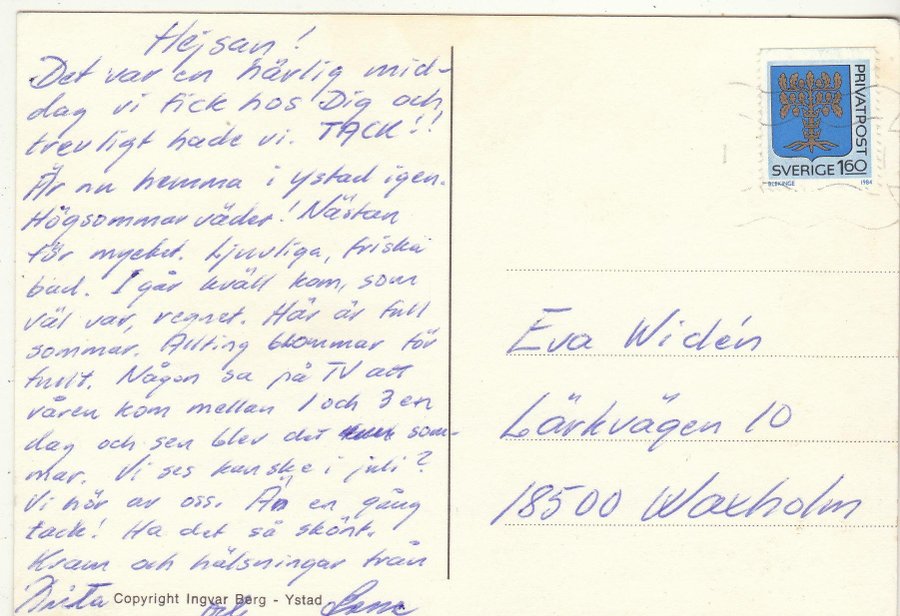 Hejsan!
Det var en härlig mid-
dag vi fick hos Dig och
trevligt hade vi. TACK!!
Är nu hemma i Ystad igen.
Högsommarväder! Nästan
för mycket. Ljuvliga, friska
bad. I går kväll kom, som
väl var, regnet. Här är full
sommar. Allting blommar för
fullt. Någon sa på TV att
våren kom mellan 1 och 3 en
dag och sen blev det som-
mar. Vi ses kanske i juli?
Vi hör av oss. Än en gång
tack! Ha det så skönt.
Kram och hälsningar från
Copyright Ingvar Berg - Ystad
PRIVATPOST
SVERIGE 160
BLEKINGE 1984
Eva Widén
Lärkvägen 10
18500 Waxholm